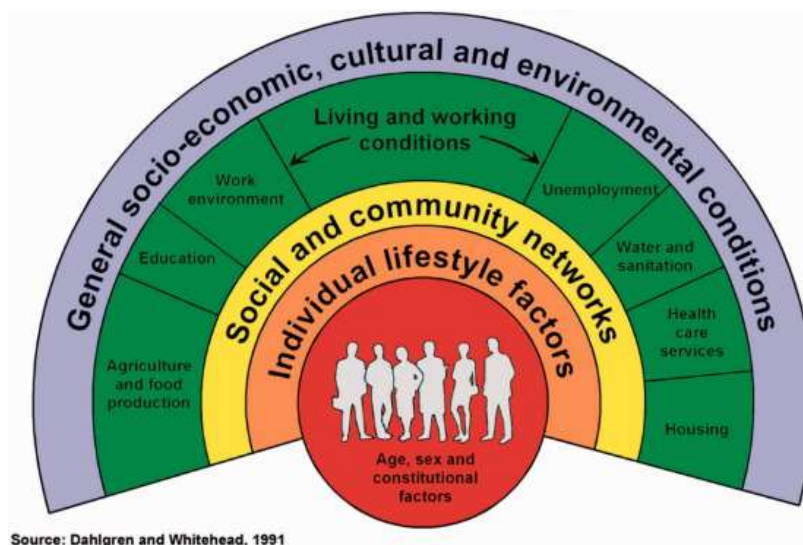 General socio-economic, cultural and environmental conditions
Living and working
conditions
Work
environment
Unemployment
Education
Water and
sanitation
Agriculture
and food
production
Health
care
services
Housing
Social and community networks
Individual lifestyle factors
Age, sex and
constitutional
factors
Source: Dahlgren and Whitehead, 1991